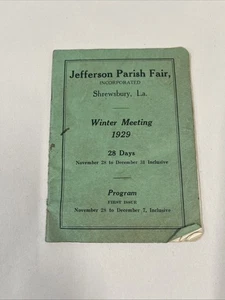 Jefferson Parish Fair,
INCORPORATED
Shrewsbury, La.
Winter Meeting
1929
28 Days
November 28 to December 31 Inclusive
Program
FIRST ISSUE
November 28 to December 7, Inclusive